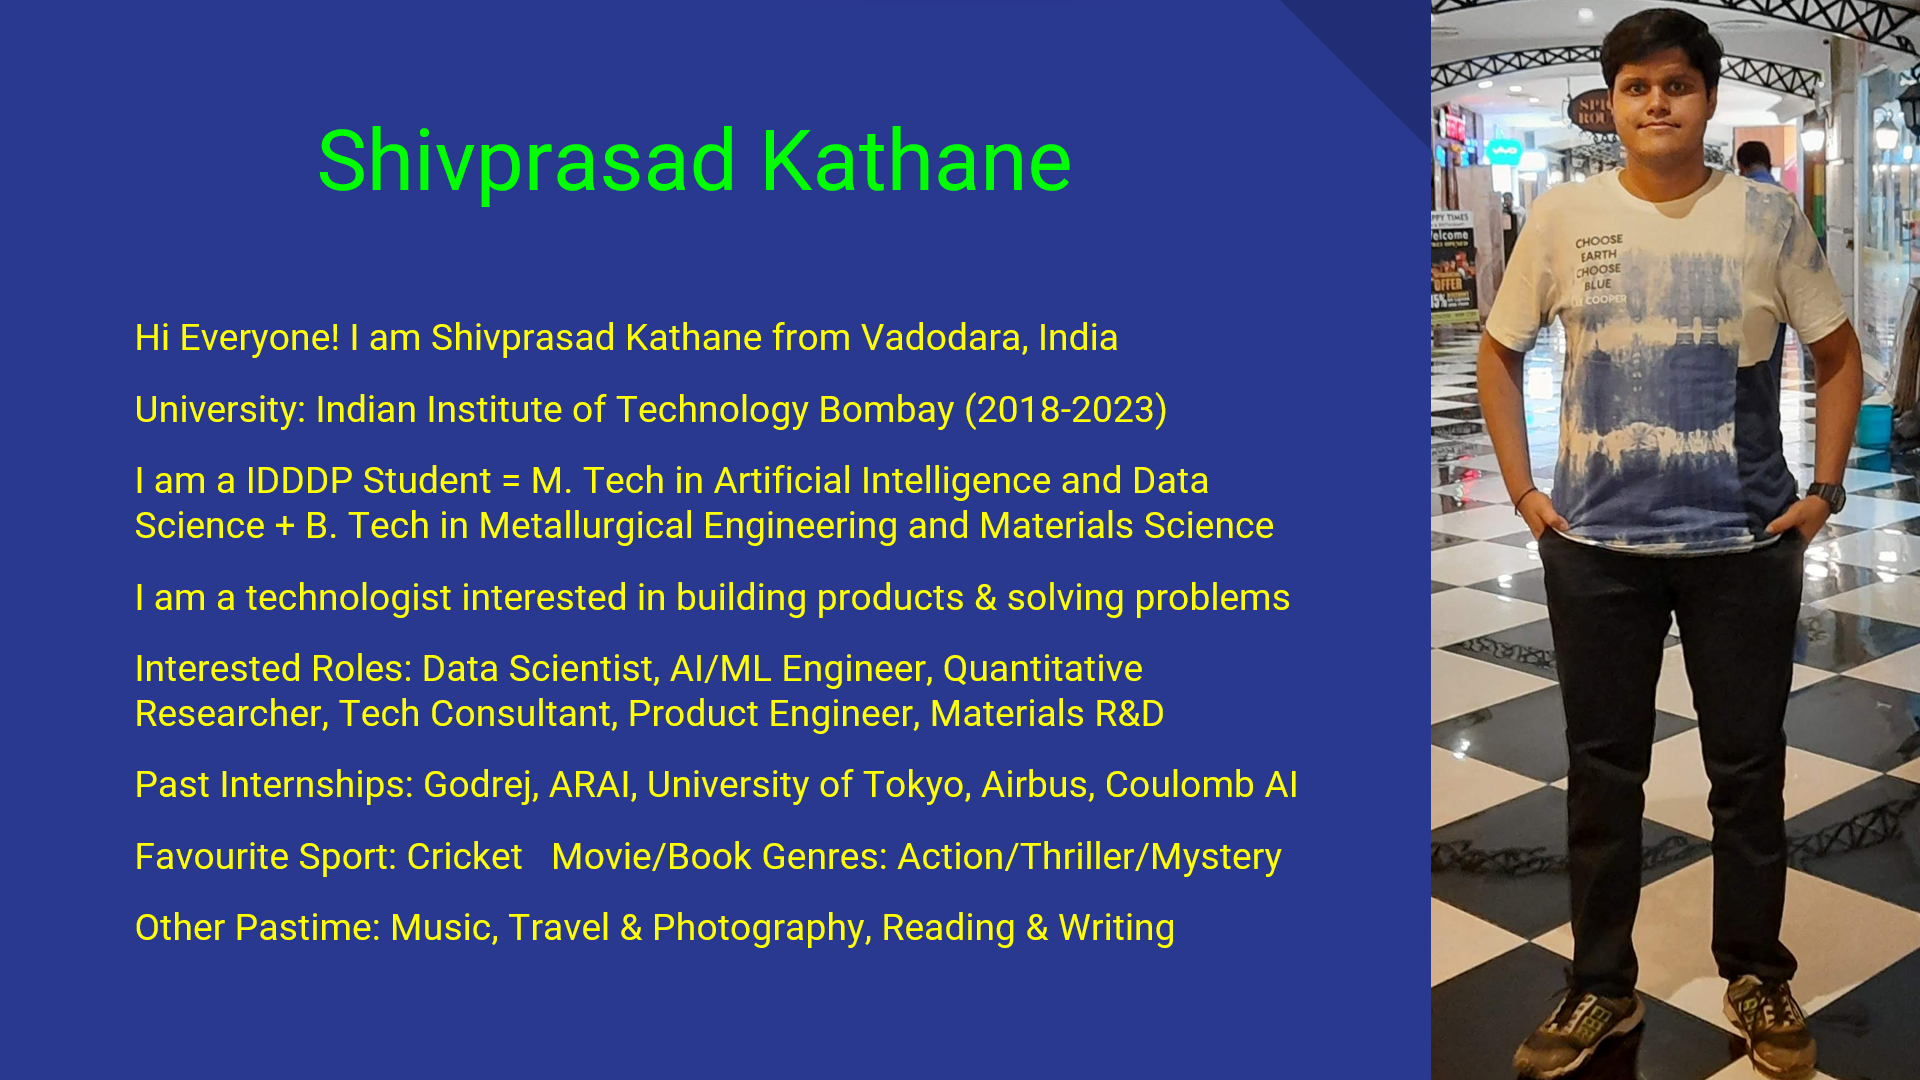 Shivprasad Kathane
Hi Everyone! I am Shivprasad Kathane from Vadodara, India
University: Indian Institute of Technology Bombay (2018-2023)
I am a IDDDP Student = M. Tech in Artificial Intelligence and Data
Science + B. Tech in Metallurgical Engineering and Materials Science
I am a technologist interested in building products & solving problems
Interested Roles: Data Scientist, AI/ML Engineer, Quantitative
Researcher, Tech Consultant, Product Engineer, Materials R&D
Past Internships: Godrej, ARAI, University of Tokyo, Airbus, Coulomb AI
Favourite Sport: Cricket Movie/Book Genres: Action/Thriller/Mystery
Other Pastime: Music, Travel & Photography, Reading & Writing
vivo
TIMES
OFFER
CHOOSE
EARTH
CHOOSE
BLUE
COOPER